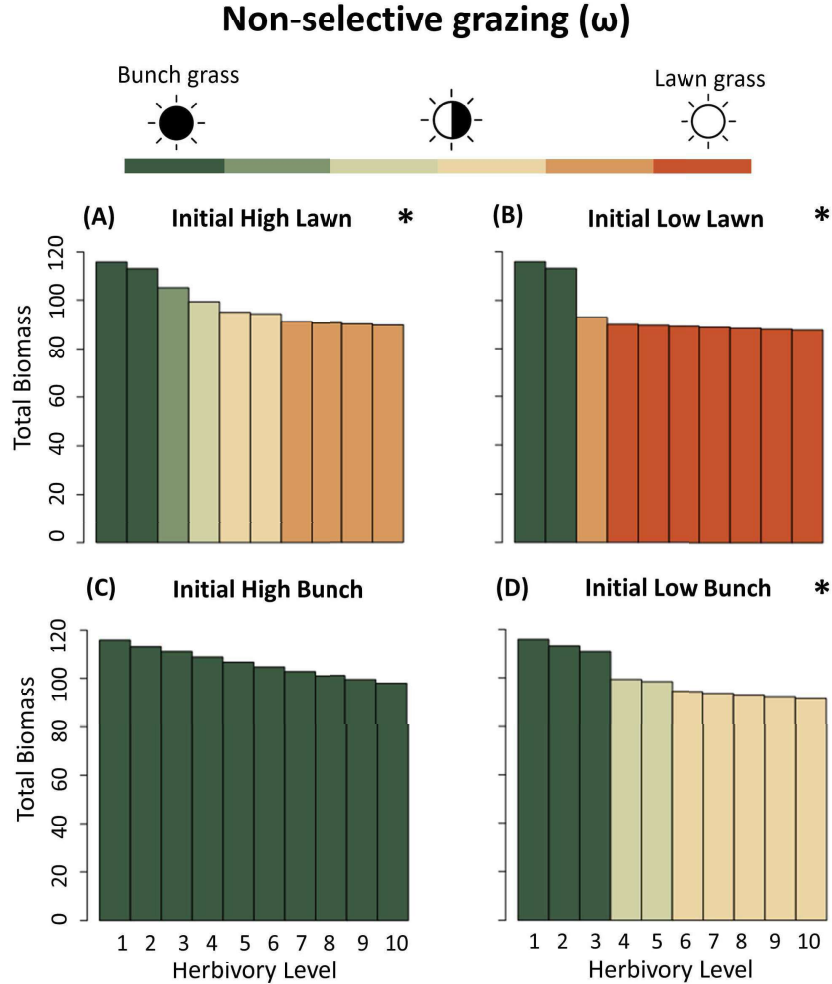 Non-selective grazing (ω)
Bunch grass
Lawn grass
(A) Initial High Lawn *
(B) Initial Low Lawn *
Total Biomass
0 20 40 60 80 100 120
(C) Initial High Bunch
(D) Initial Low Bunch *
Total Biomass
0 20 40 60 80 100 120
1 2 3 4 5 6 7 8 9 10
Herbivory Level
1 2 3 4 5 6 7 8 9 10
Herbivory Level